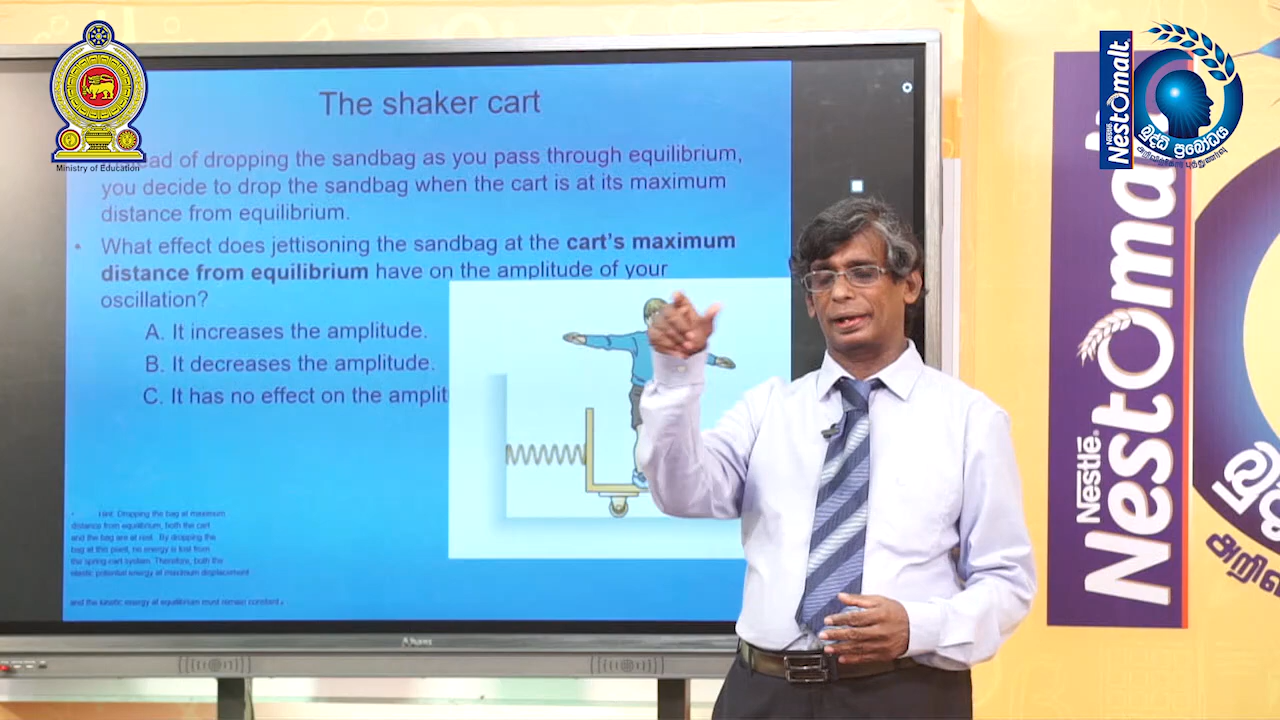 Ministry of Education
The shaker cart
ad of dropping the sandbag as you pass through equilibrium,
you decide to drop the sandbag when the cart is at its maximum
distance from equilibrium.
• What effect does jettisoning the sandbag at the cart's maximum
distance from equilibrium have on the amplitude of your
oscillation?
A. It increases the amplitude.
B. It decreases the amplitude.
C. It has no effect on the amplit
• Hint: Dropping the bag at maximum
distance from equilibrium, both the cart
and the bag are at rest. By dropping the
bag at this point, no energy is lost from
the spring-cart system. Therefore, both the
elastic potential energy at maximum displacement
and the kinetic energy at equilibrium must remain constant.
Nestlé
Nestomalt
බුද්ධි ප්‍රබෝධය
Nestlé
Nestomalt
බුද්
அறிவ